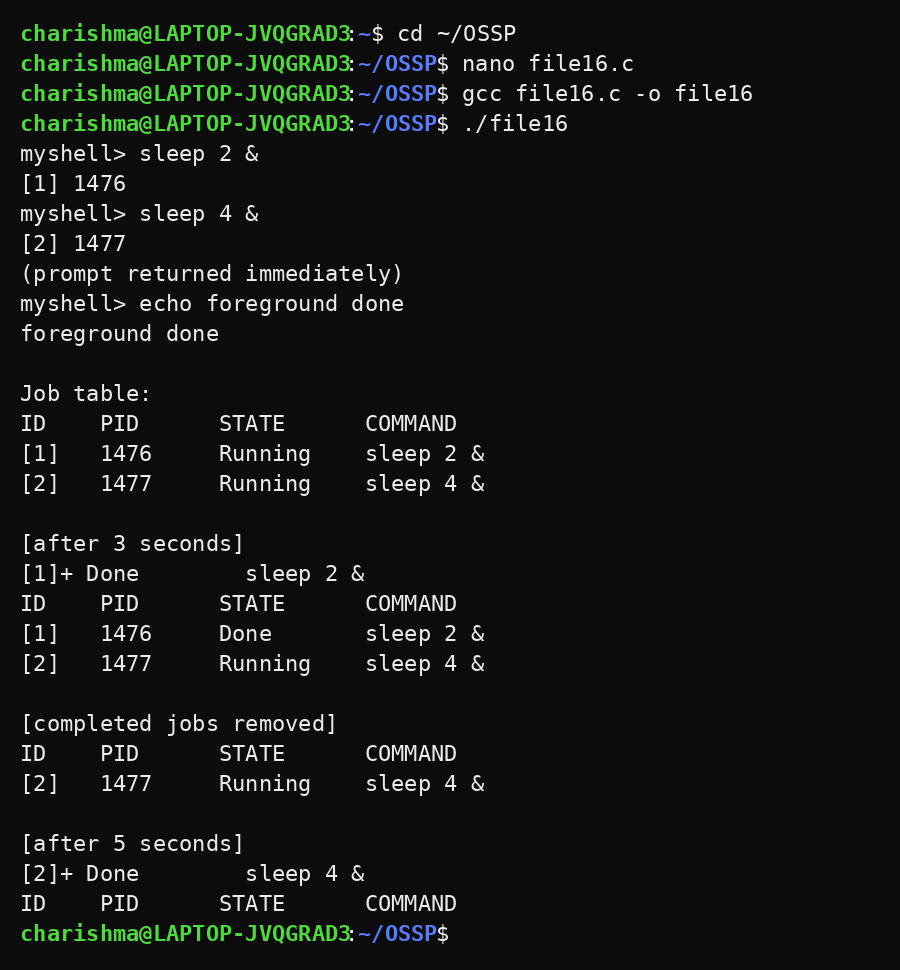 charishma@LAPTOP-JVQGRAD3:~$ cd ~/OSSP
charishma@LAPTOP-JVQGRAD3:~/OSSP$ nano file16.c
charishma@LAPTOP-JVQGRAD3:~/OSSP$ gcc file16.c -o file16
charishma@LAPTOP-JVQGRAD3:~/OSSP$ ./file16
myshell> sleep 2 &
[1] 1476
myshell> sleep 4 &
[2] 1477
(prompt returned immediately)
myshell> echo foreground done
foreground done

Job table:
ID    PID      STATE      COMMAND
[1]   1476     Running    sleep 2 &
[2]   1477     Running    sleep 4 &

[after 3 seconds]
[1]+ Done        sleep 2 &
ID    PID      STATE      COMMAND
[1]   1476     Done       sleep 2 &
[2]   1477     Running    sleep 4 &

[completed jobs removed]
ID    PID      STATE      COMMAND
[2]   1477     Running    sleep 4 &

[after 5 seconds]
[2]+ Done        sleep 4 &
ID    PID      STATE      COMMAND
charishma@LAPTOP-JVQGRAD3:~/OSSP$